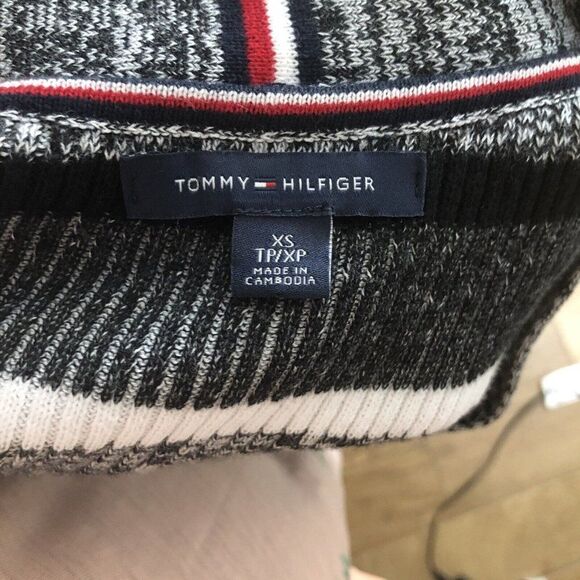 TOMMY HILFIGER
XS
TP/XP
MADE IN
CAMBODIA